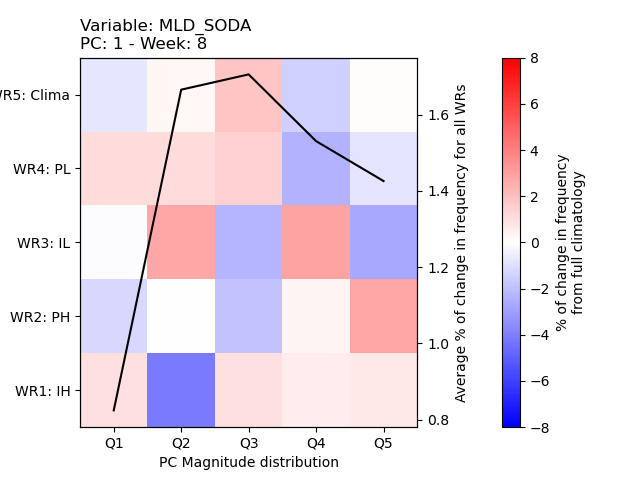 Variable: MLD_SODA
PC: 1 - Week: 8
WR5: Clima
WR4: PL
WR3: IL
WR2: PH
WR1: IH
Q1 Q2 Q3 Q4 Q5
PC Magnitude distribution
1.6
1.4
1.2
1.0
0.8
Average % of change in frequency for all WRs
8
6
4
2
0
−2
−4
−6
−8
% of change in frequency
from full climatology